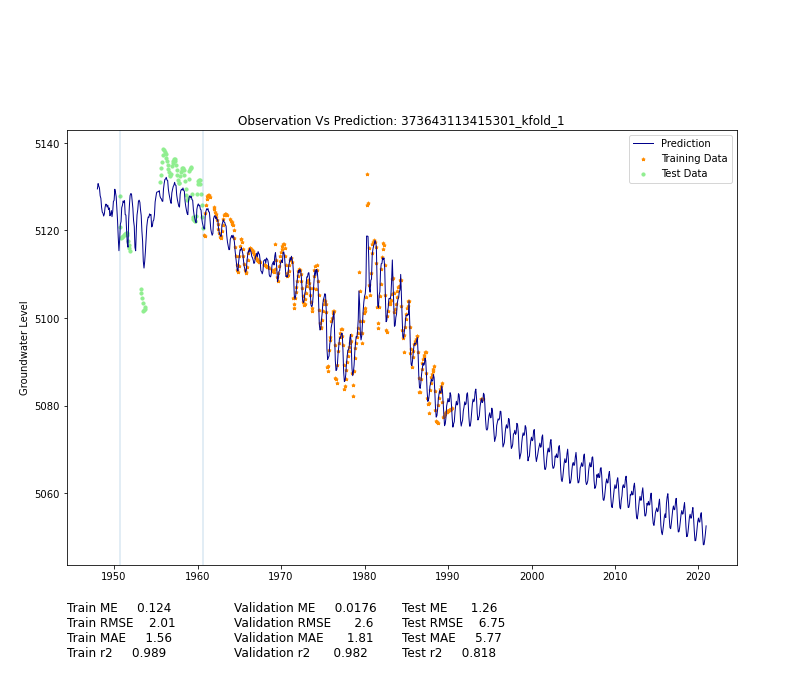 Observation Vs Prediction: 373643113415301_kfold_1
Prediction
Training Data
Test Data
5140
5120
5100
5080
5060
Groundwater Level
1950 1960 1970 1980 1990 2000 2010 2020
Train ME 0.124 Validation ME 0.0176 Test ME 1.26
Train RMSE 2.01 Validation RMSE 2.6 Test RMSE 6.75
Train MAE 1.56 Validation MAE 1.81 Test MAE 5.77
Train r2 0.989 Validation r2 0.982 Test r2 0.818